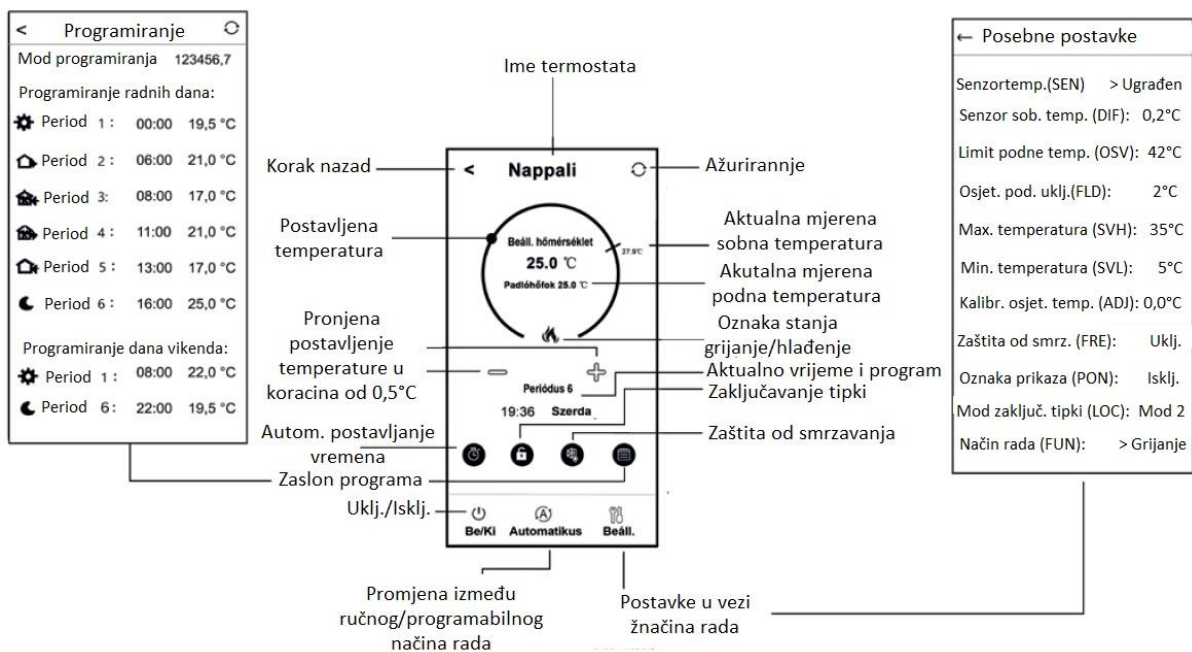 < Programiranje
Mod programiranja 123456,7
Programiranje radnih dana:
Period 1 : 00:00 19,5 °C
Period 2 : 06:00 21,0 °C
Period 3: 08:00 17,0 °C
Period 4 : 11:00 21,0 °C
Period 5 : 13:00 17,0 °C
Period 6 : 16:00 25,0 °C
Programiranje dana vikenda:
Period 1 : 08:00 22,0 °C
Period 6: 22:00 19,5 °C
Korak nazad
Postavljena
temperatura
Pronjena
postavljenje
temperature u
koracina od 0,5°C
Autom. postavljanje
vremena
Zaslon programa
Uklj./Isklj.
Ime termostata
< Nappali
Beáll. hőmérséklet
25.0 °C
Padlóhőfok 25.0 °C
27.9°C
Periódus 6
19:36 Szerda
Be/Ki Automatikus Beáll.
Promjena između
ručnog/programabilnog
načina rada
Ažurirannje
Aktualna mjerena
sobna temperatura
Akutalna mjerena
podna temperatura
Oznaka stanja
grijanje/hlađenje
Aktualno vrijeme i program
Zaključavanje tipki
Zaštita od smrzavanja
Postavke u vezi
žnačina rada
← Posebne postavke
Senzortemp.(SEN) > Ugrađen
Senzor sob. temp. (DIF): 0,2°C
Limit podne temp. (OSV): 42°C
Osjet. pod. uklj.(FLD): 2°C
Max. temperatura (SVH): 35°C
Min. temperatura (SVL): 5°C
Kalibr. osjet. temp. (ADJ): 0,0°C
Zaštita od smrz. (FRE): Uklj.
Oznaka prikaza (PON): Isklj.
Mod zaključ. tipki (LOC): Mod 2
Način rada (FUN): > Grijanje